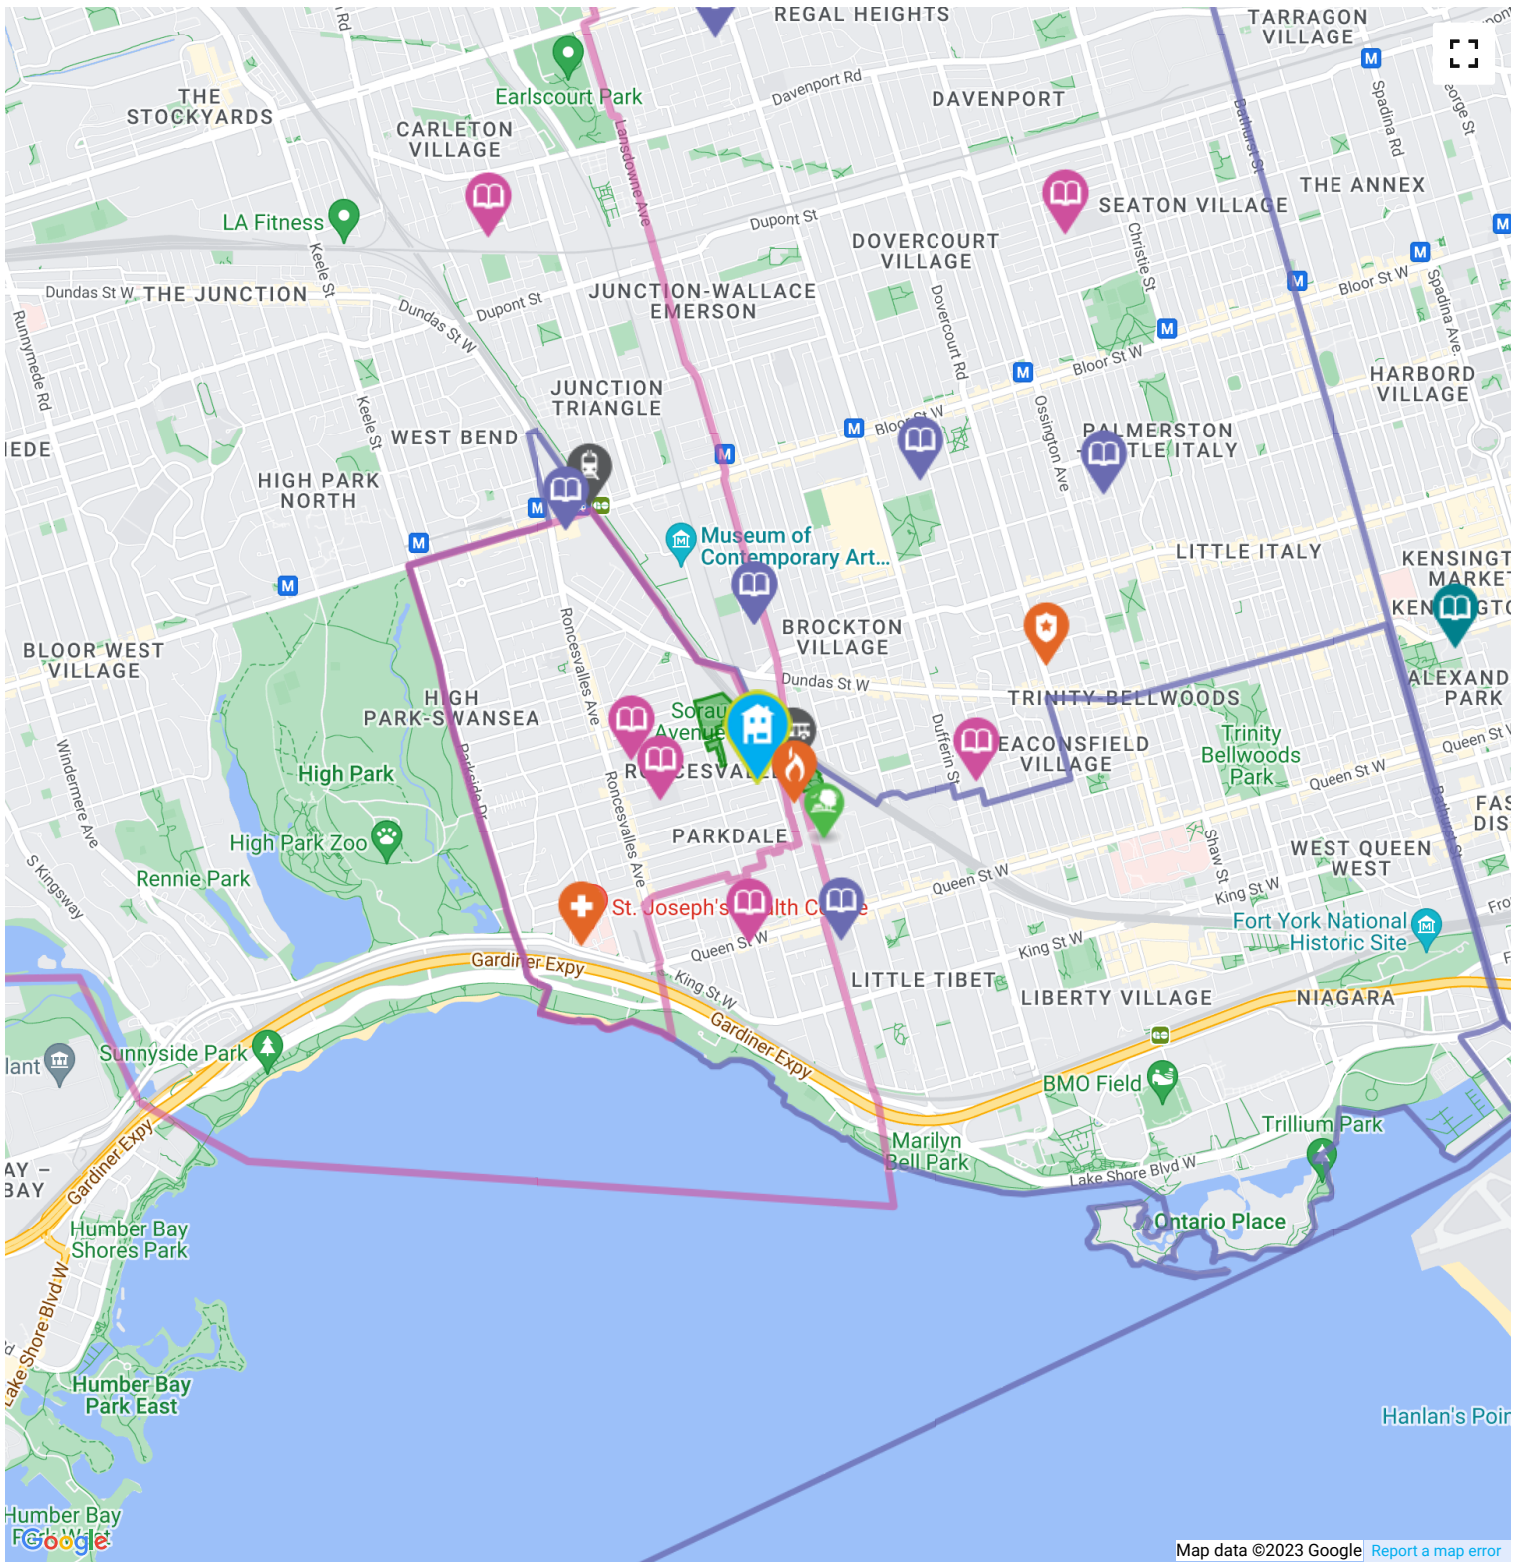 REGAL HEIGHTS
TARRAGON
VILLAGE
Earlscourt Park
Davenport Rd
DAVENPORT
Bathurst St
Spadina Rd
THE
STOCKYARDS
CARLETON
VILLAGE
Lansdowne Ave
THE ANNEX
SEATON VILLAGE
LA Fitness
Keele St
Dupont St
DOVERCOURT
VILLAGE
Christie St
Bloor St W
Spadina Ave
Dundas St W
THE JUNCTION
Dundas St W
Dupont St
JUNCTION-WALLACE
EMERSON
Dovercourt Rd
Runnymede Rd
Bloor St W
JUNCTION
TRIANGLE
HARBORD
VILLAGE
Keele St
WEST BEND
Ossington Ave
PALMERSTON
HIGH PARK
NORTH
Museum of
Contemporary Art...
LITTLE ITALY
BLOOR WEST
VILLAGE
Roncesvalles Ave
BROCKTON
VILLAGE
Dundas St W
HIGH
PARK-SWANSEA
TRINITY-BELLWOODS
Trinity
Bellwoods
Park
Dufferin St
Queen St W
Queen St W
Windermere Ave
High Park
Parkside Dr
Roncesvalles Ave
PARKDALE
High Park Zoo
Rennie Park
S Kingsway
Shaw St
WEST QUEEN
WEST
Bathurst St
Queen St W
King St W
Fort York National
Historic Site
Queen St W
King St W
King St W
LITTLE TIBET
LIBERTY VILLAGE
NIAGARA
Gardiner Expy
Gardiner Expy
Sunnyside Park
BMO Field
Trillium Park
Marilyn
Bell Park
Lake Shore Blvd W
Gardiner Expy
Ontario Place
Humber Bay
Shores Park
Lake Shore Blvd W
Humber Bay
Park East
Humber Bay
Google
Map data ©2023 Google
Report a map error